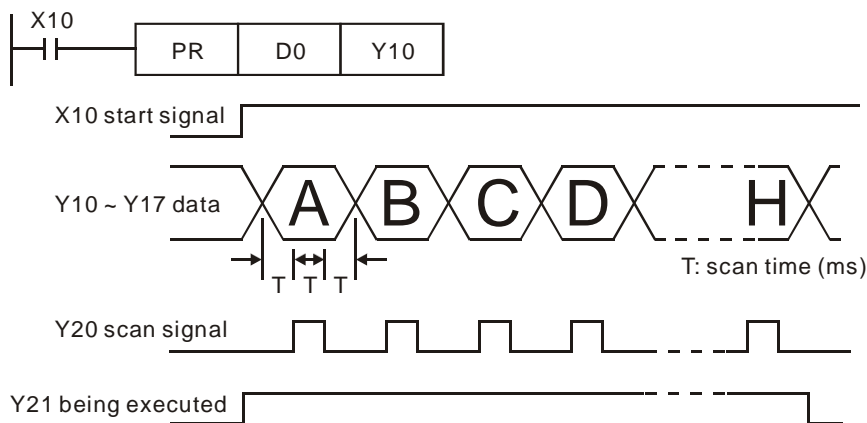 X10
PR D0 Y10
X10 start signal
Y10 ~ Y17 data A B C D H
T T T
T: scan time (ms)
Y20 scan signal
Y21 being executed